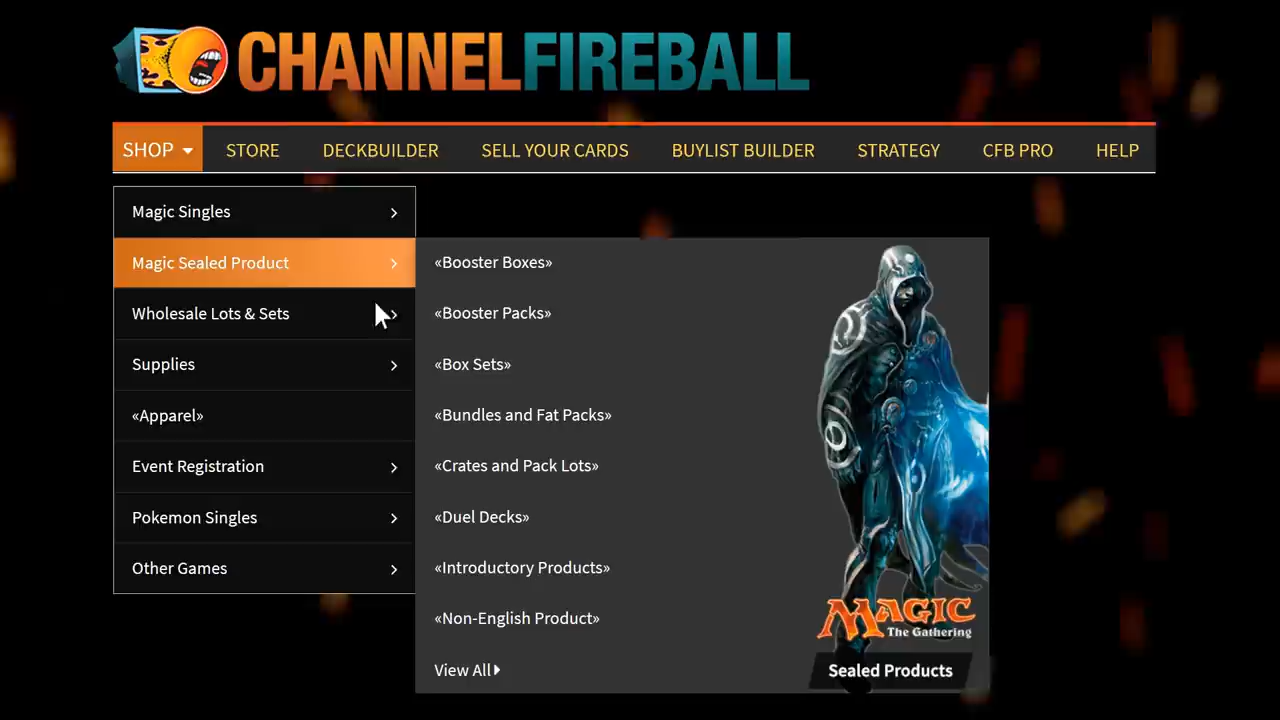 CHANNELFIREBALL
SHOP STORE DECKBUILDER SELL YOUR CARDS BUYLIST BUILDER STRATEGY CFB PRO HELP
Magic Singles
Magic Sealed Product
Wholesale Lots & Sets
Supplies
«Apparel»
Event Registration
Pokemon Singles
Other Games
«Booster Boxes»
«Booster Packs»
«Box Sets»
«Bundles and Fat Packs»
«Crates and Pack Lots»
«Duel Decks»
«Introductory Products»
«Non-English Product»
View All
MAGIC
The Gathering
Sealed Products